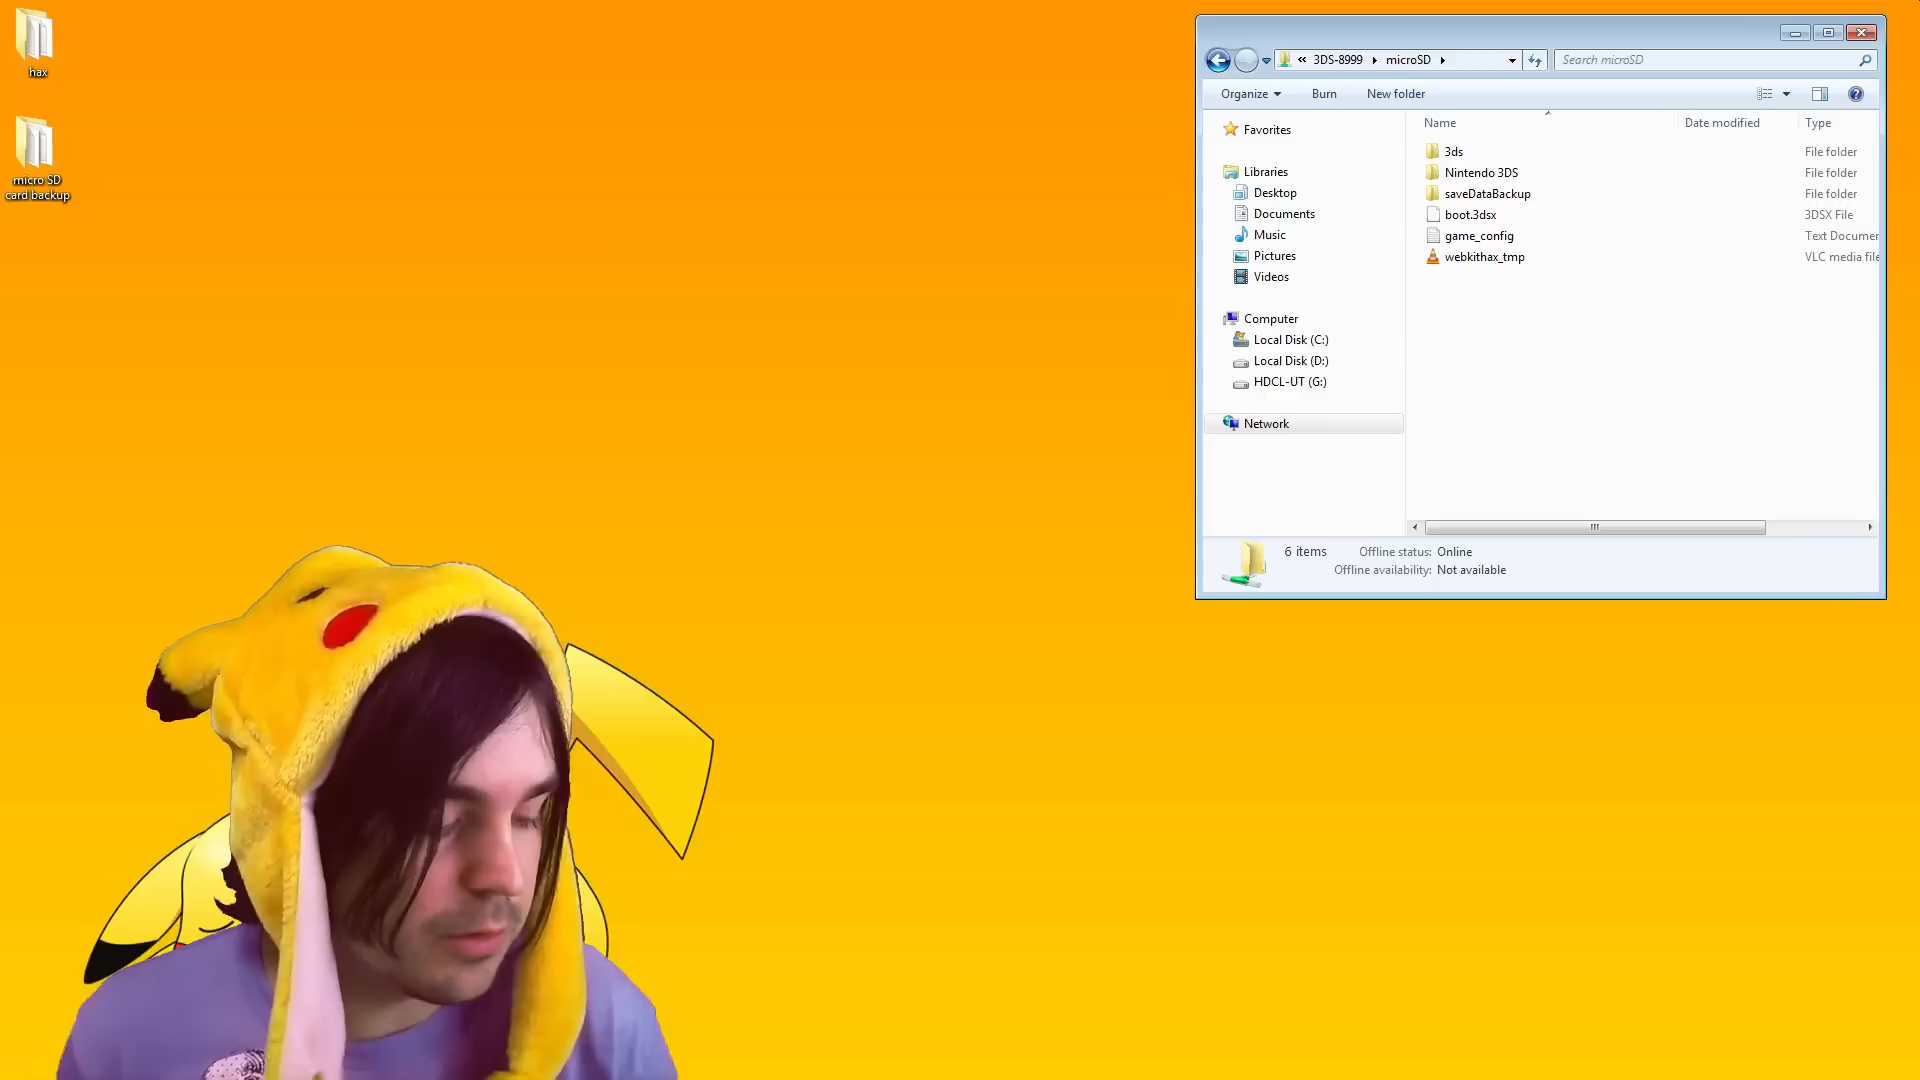 hax
micro SD
card backup
« 3DS-8999 microSD
Search microSD
Organize Burn New folder
Name Date modified Type
Favorites
Libraries
Desktop
Documents
Music
Pictures
Videos
Computer
Local Disk (C:)
Local Disk (D:)
HDCL-UT (G:)
Network
3ds File folder
Nintendo 3DS File folder
saveDataBackup File folder
boot.3dsx 3DSX File
game_config Text Documen
webkithax_tmp VLC media file
6 items Offline status: Online
Offline availability: Not available